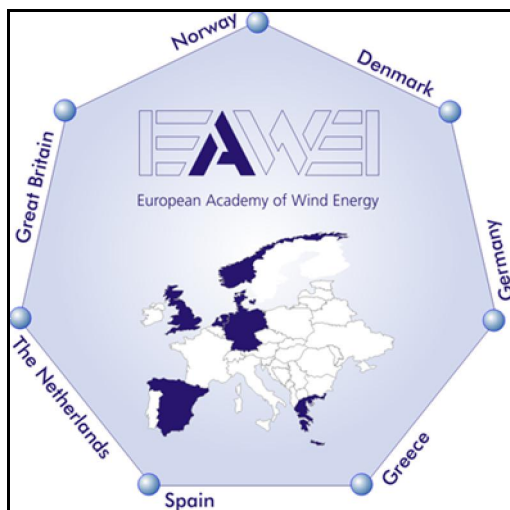 Norway
Denmark
Great Britain
EAWE
European Academy of Wind Energy
Germany
The Netherlands
Greece
Spain